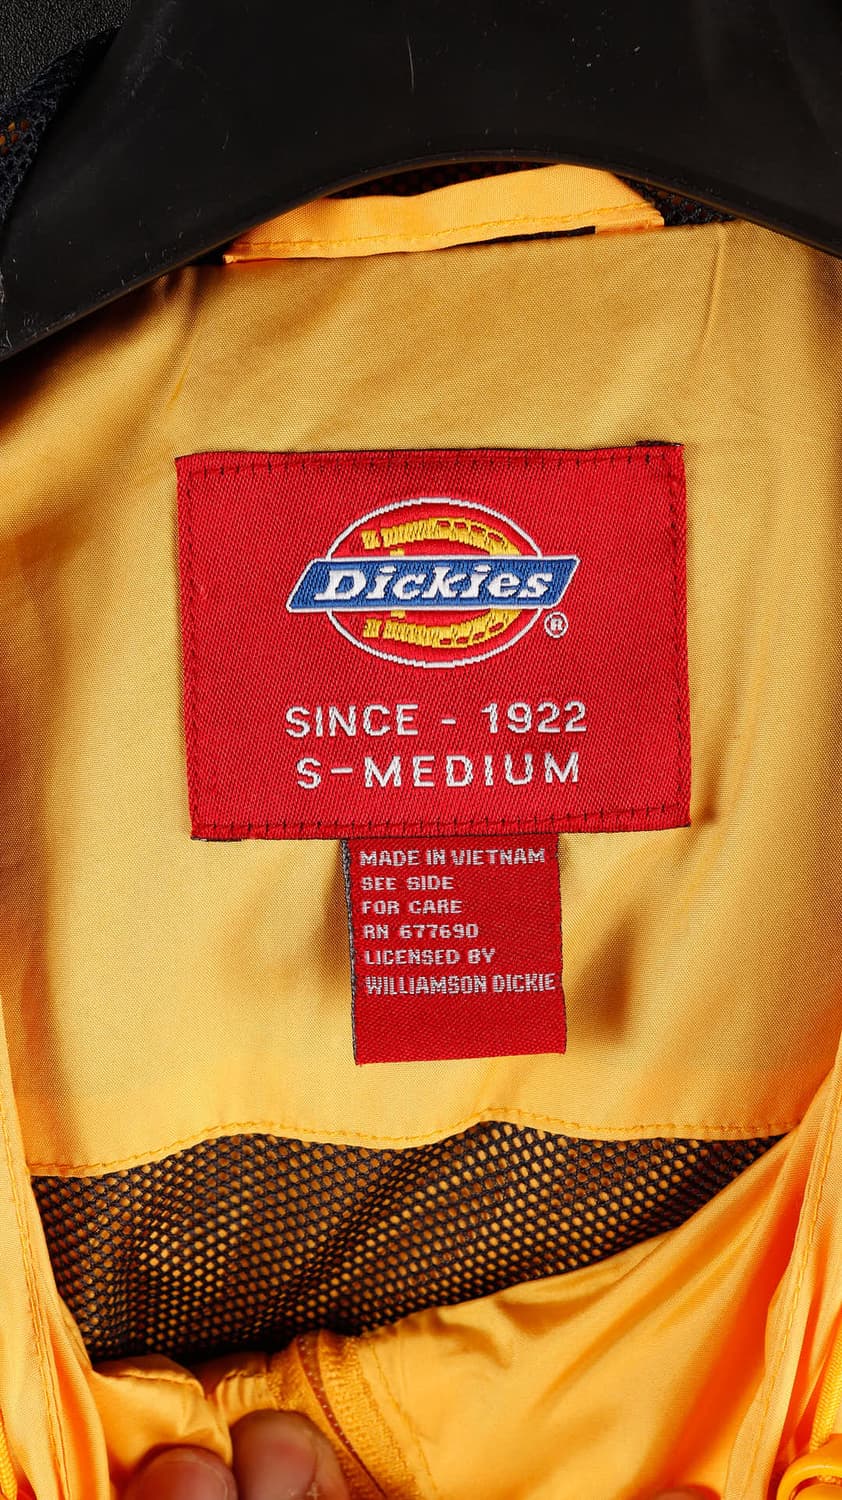 Dickies®
SINCE - 1922
S-MEDIUM
MADE IN VIETNAM
SEE SIDE
FOR CARE
RN 677690
LICENSED BY
WILLIAMSON DICKIE